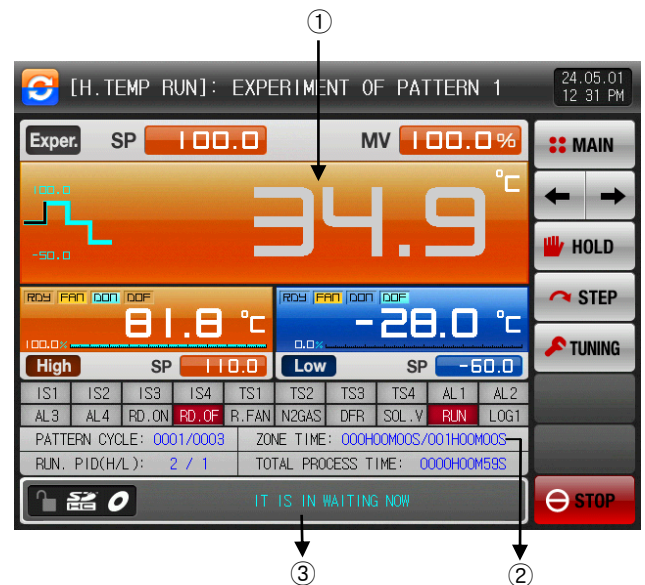 ①
[H.TEMP RUN]: EXPERIMENT OF PATTERN 1
24.05.01
12 31 PM
Exper. SP 100.0 MV 100.0%
MAIN
100.0
34.9 °C
-50.0
HOLD
STEP
TUNING
RDY FAN DON DOF
81.8 °C
100.0%
High SP 110.0
RDY FAN DON DOF
-28.0 °C
0.0%
Low SP -60.0
IS1 IS2 IS3 IS4 TS1 TS2 TS3 TS4 AL1 AL2
AL3 AL4 RD.ON RD.OF R.FAN N2GAS DFR SOL.V RUN LOG1
PATTERN CYCLE: 0001/0003 ZONE TIME: 000H00M00S/001H00M00S
RUN. PID(H/L): 2 / 1 TOTAL PROCESS TIME: 0000H00M59S
SD HC IT IS IN WAITING NOW
STOP
③ ②